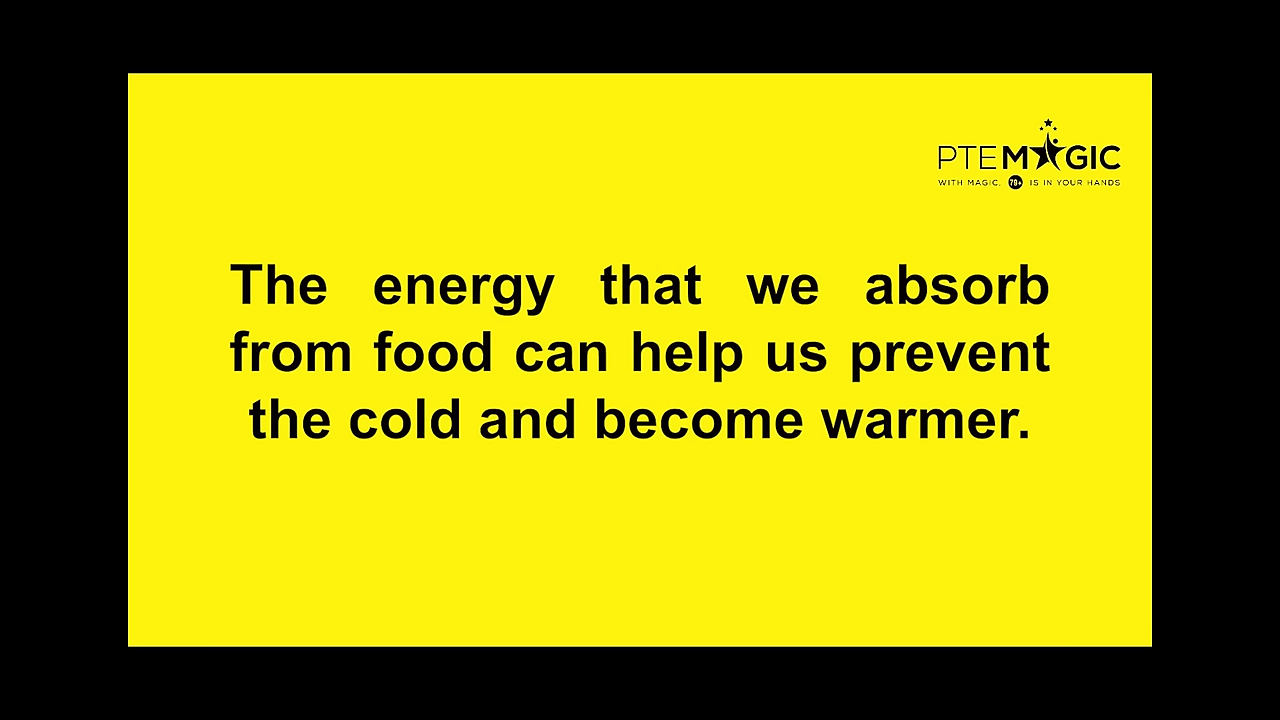 PTEMAGIC
WITH MAGIC, 79+ IS IN YOUR HANDS
The energy that we absorb
from food can help us prevent
the cold and become warmer.